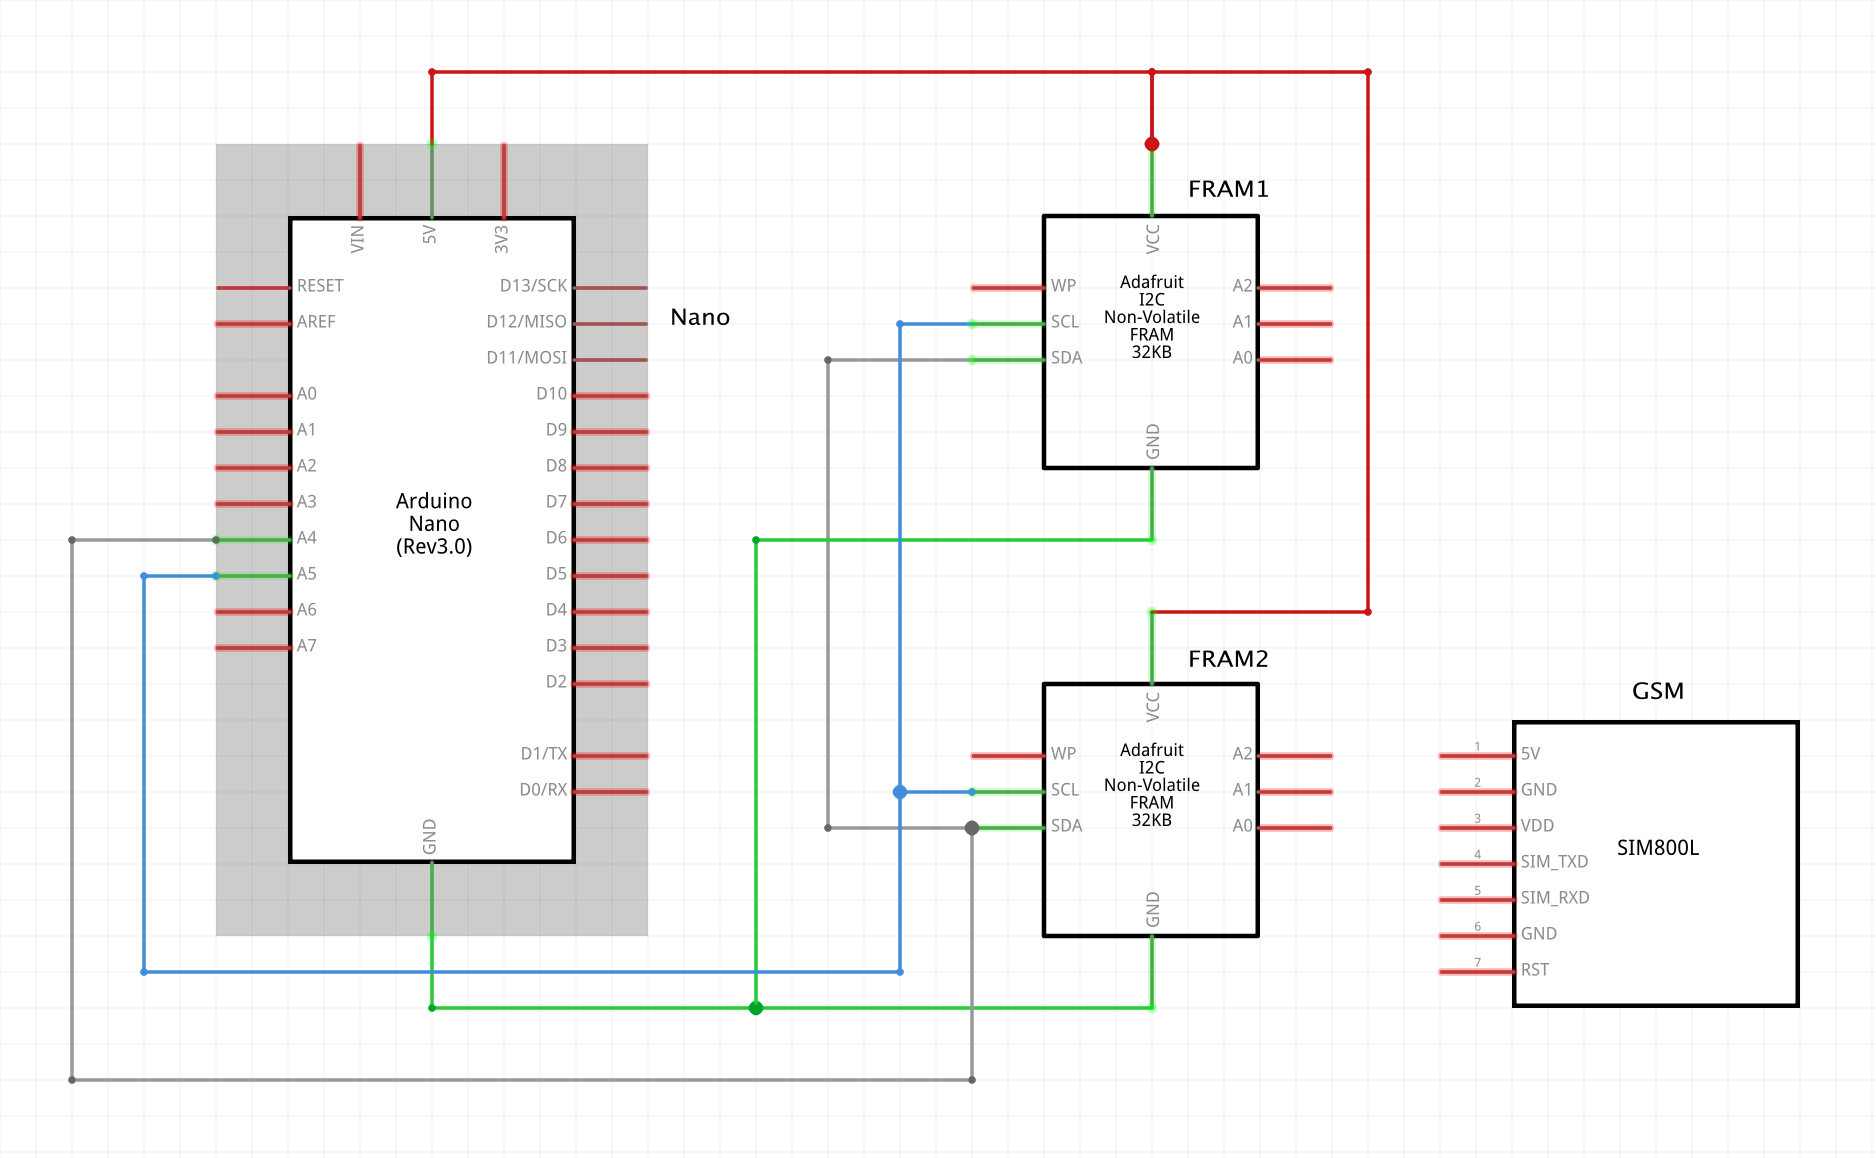 VIN
5V
3V3
RESET
AREF
A0
A1
A2
A3
A4
A5
A6
A7
Arduino
Nano
(Rev3.0)
D13/SCK
D12/MISO
D11/MOSI
D10
D9
D8
D7
D6
D5
D4
D3
D2
D1/TX
D0/RX
GND
Nano
FRAM1
VCC
WP
SCL
SDA
Adafruit
I2C
Non-Volatile
FRAM
32KB
A2
A1
A0
GND
FRAM2
VCC
WP
SCL
SDA
Adafruit
I2C
Non-Volatile
FRAM
32KB
A2
A1
A0
GND
GSM
1 5V
2 GND
3 VDD
4 SIM_TXD
5 SIM_RXD
6 GND
7 RST
SIM800L